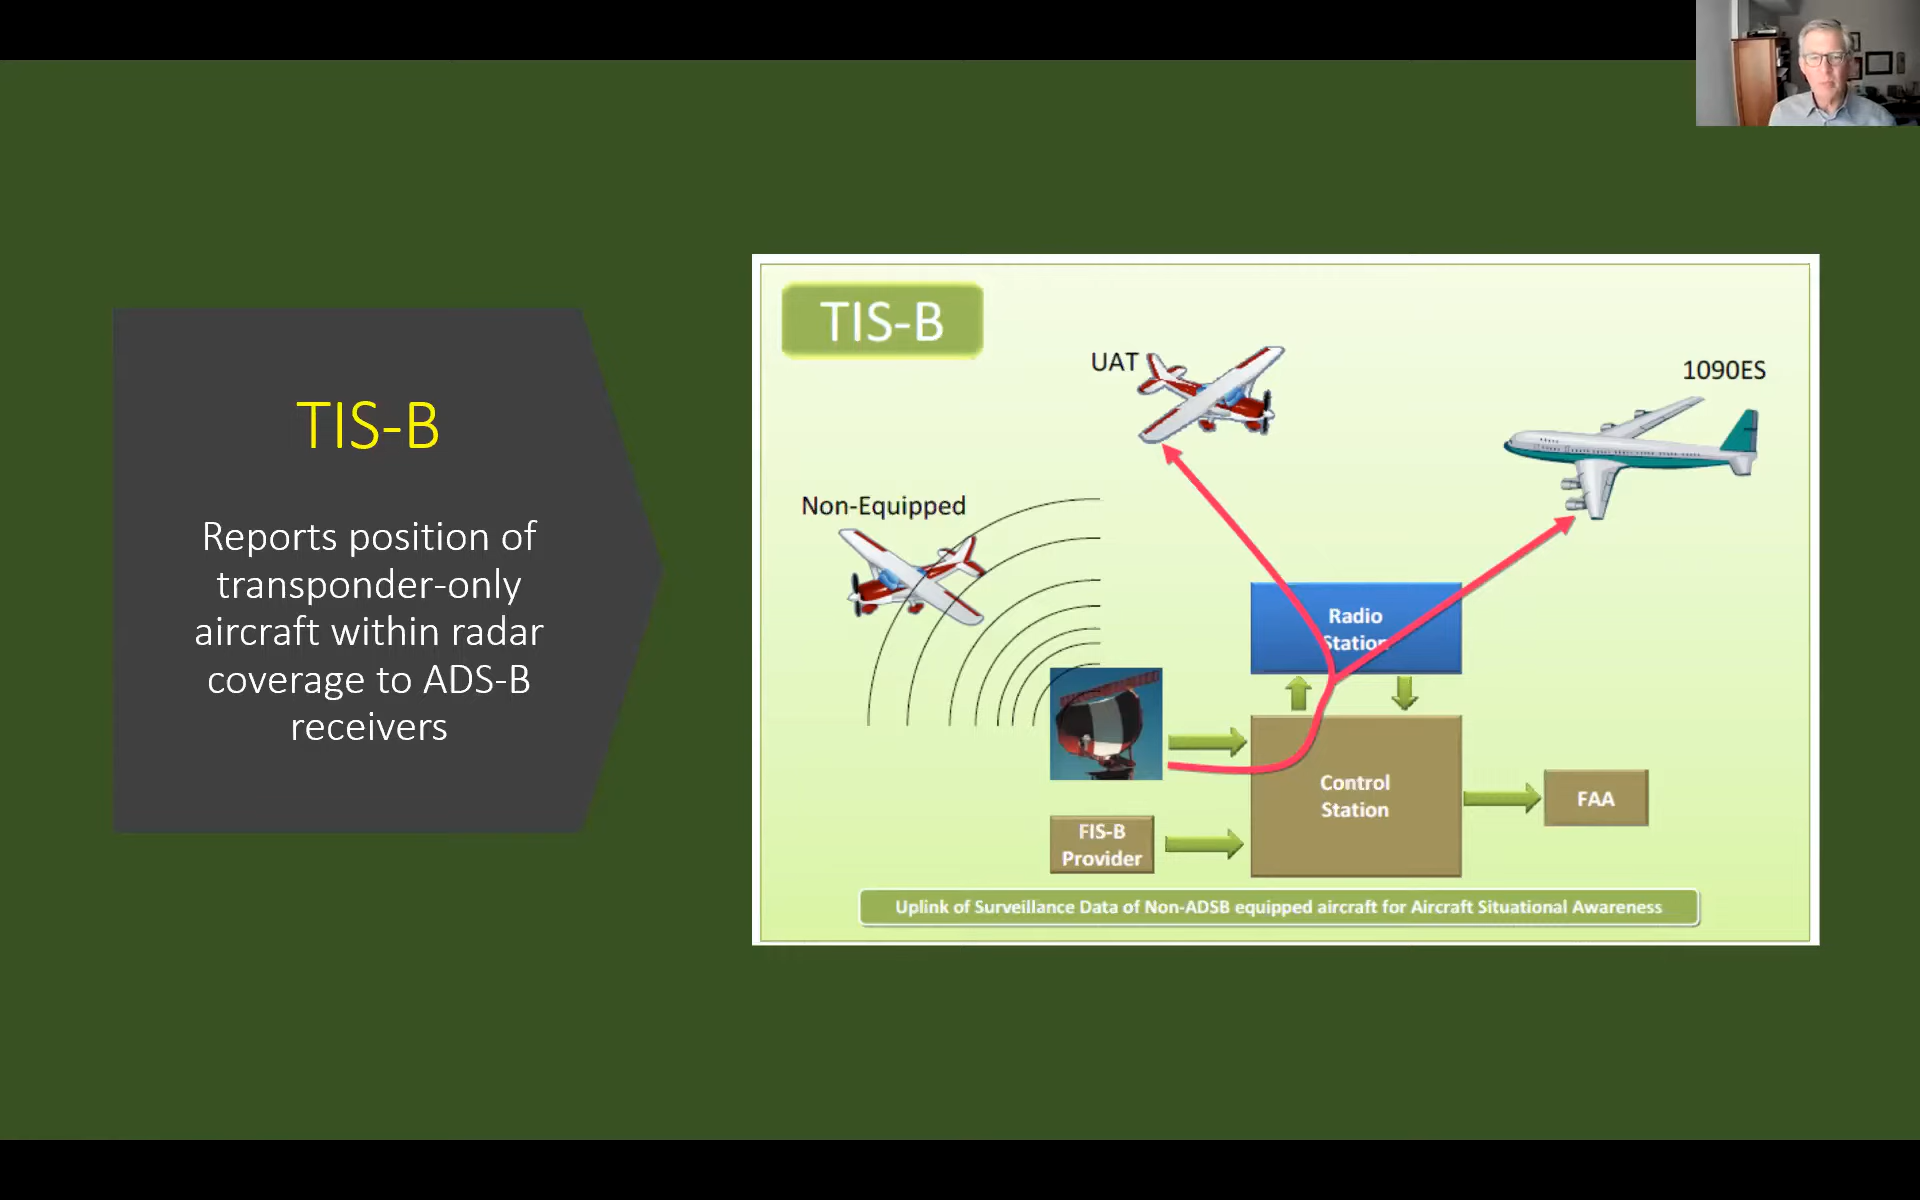 TIS-B
Reports position of
transponder-only
aircraft within radar
coverage to ADS-B
receivers
TIS-B
UAT
1090ES
Non-Equipped
Radio
Station
Control
Station
FAA
FIS-B
Provider
Uplink of Surveillance Data of Non-ADSB equipped aircraft for Aircraft Situational Awareness